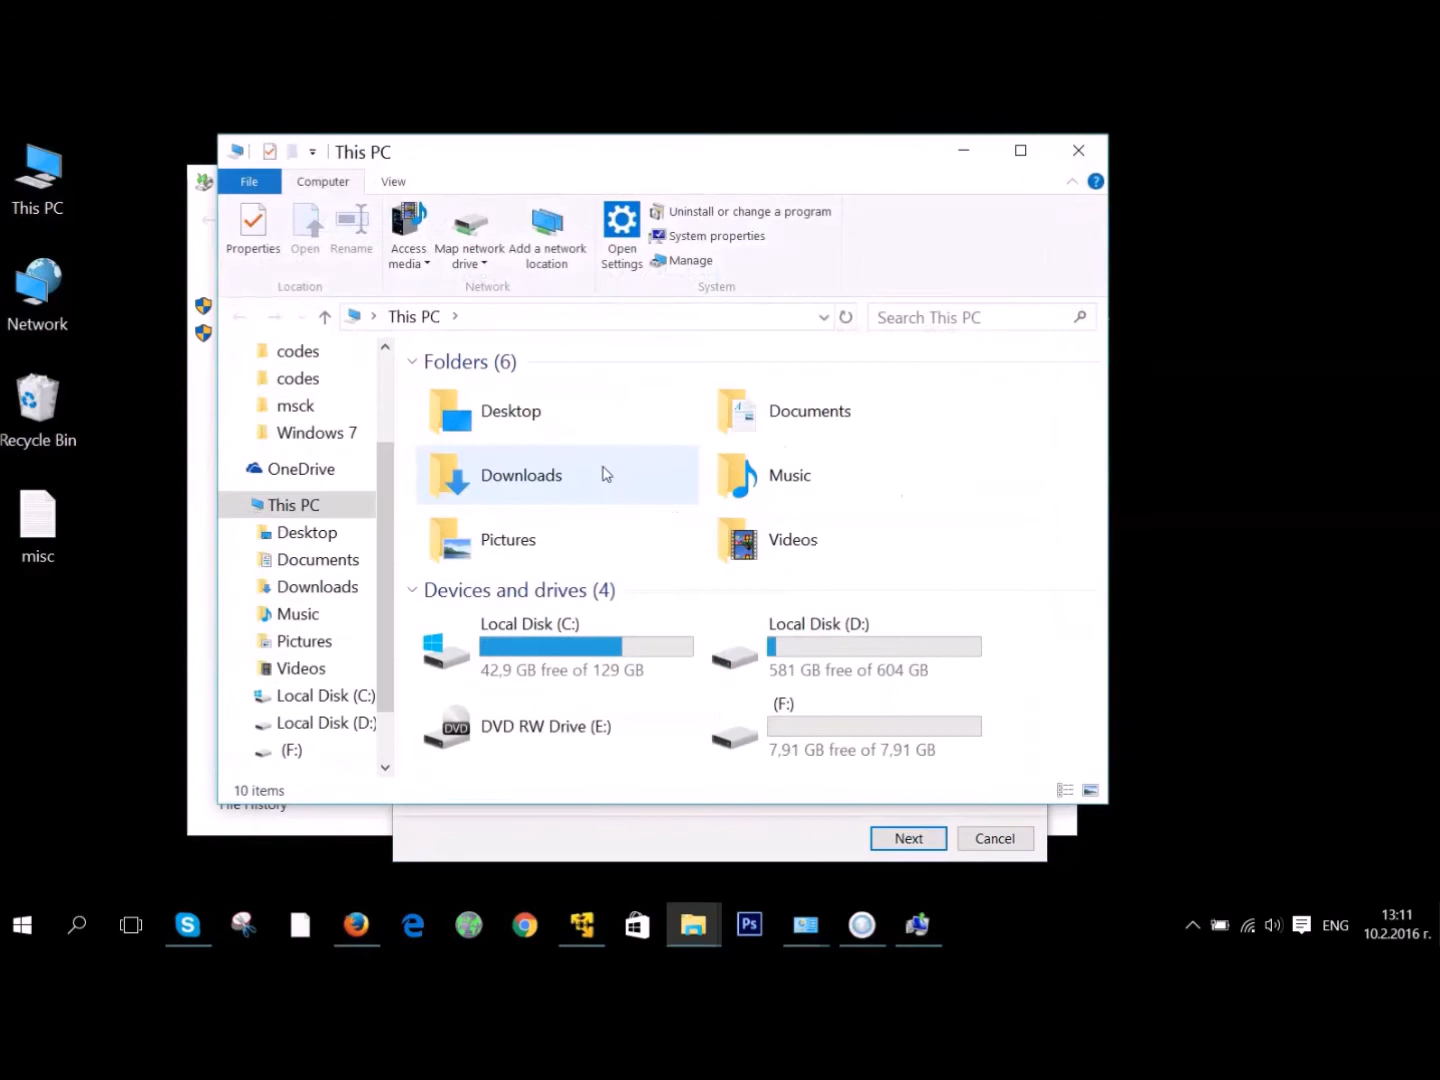 This PC
File
Computer
View
Properties
Open
Rename
Location
Access
media
Map network
drive
Add a network
location
Network
Open
Settings
Uninstall or change a program
System properties
Manage
System
This PC
Search This PC
codes
codes
msck
Windows 7
OneDrive
This PC
Desktop
Documents
Downloads
Music
Pictures
Videos
Local Disk (C:)
Local Disk (D:)
(F:)
Folders (6)
Desktop
Documents
Downloads
Music
Pictures
Videos
Devices and drives (4)
Local Disk (C:)
42,9 GB free of 129 GB
Local Disk (D:)
581 GB free of 604 GB
DVD
DVD RW Drive (E:)
(F:)
7,91 GB free of 7,91 GB
10 items
File History
Next
Cancel
This PC
Network
Recycle Bin
misc
Ps
ENG
13:11
10.2.2016 г.